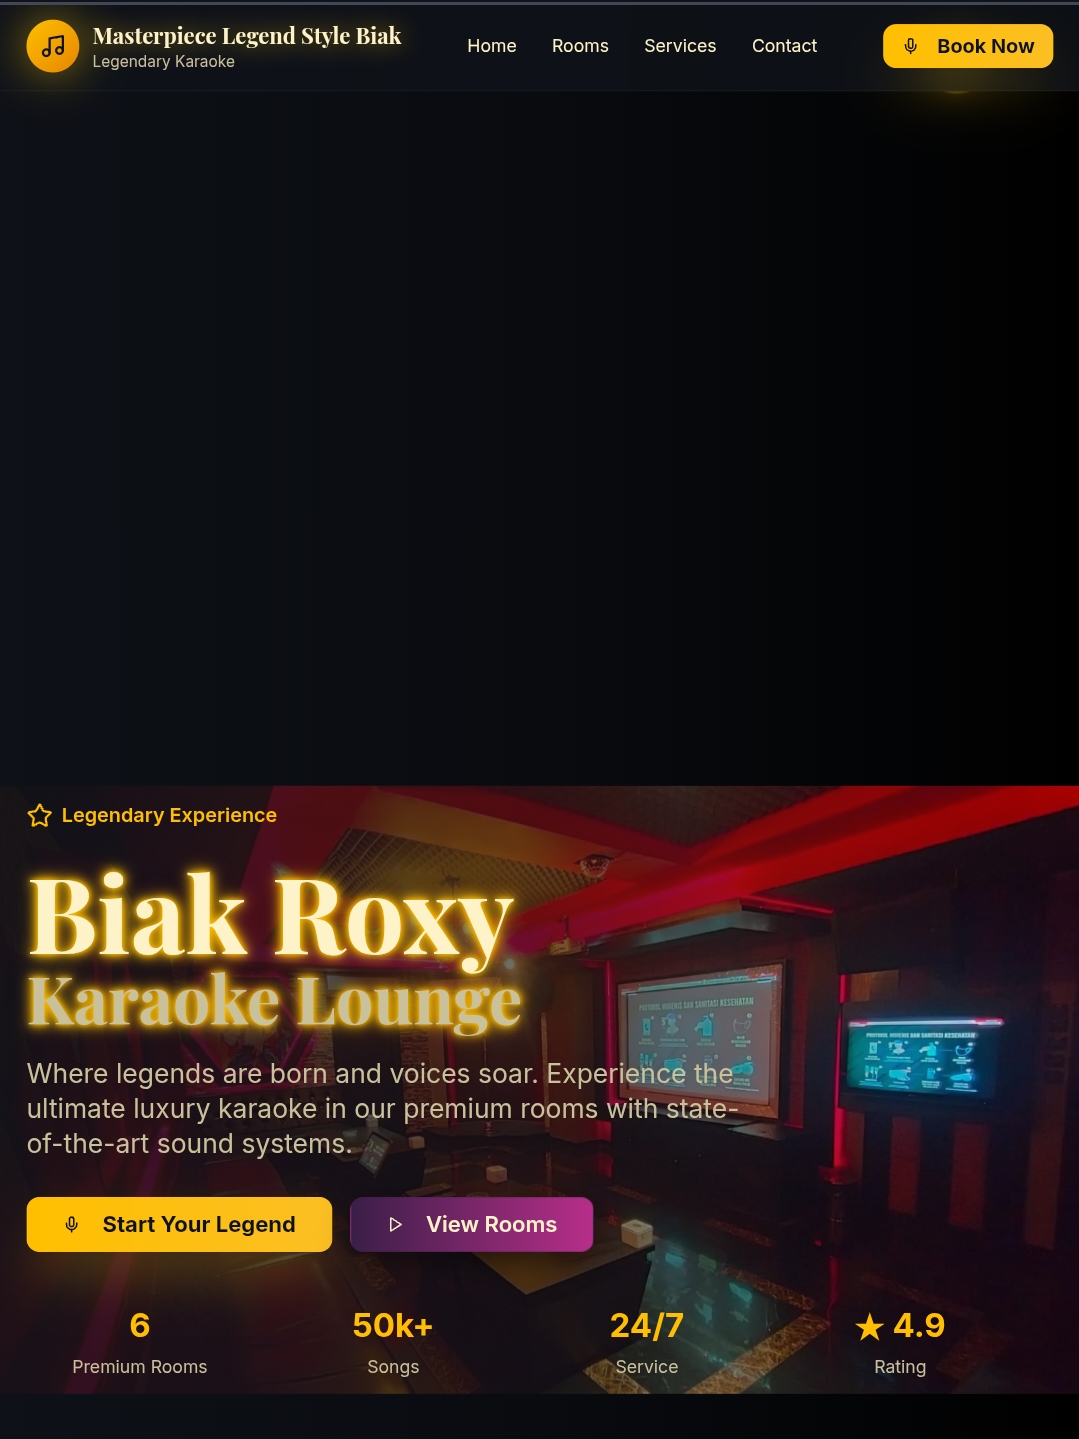 Masterpiece Legend Style Biak
Legendary Karaoke
Home
Rooms
Services
Contact
Book Now
Legendary Experience
Biak Roxy
Karaoke Lounge
PROTOKOL HIGIENIS DAN SANITASI KESEHATAN
PROTOKOL HIGIENIS DAN SANITASI KESEHATAN
Where legends are born and voices soar. Experience the
ultimate luxury karaoke in our premium rooms with state-
of-the-art sound systems.
Start Your Legend
View Rooms
6
50k+
24/7
★ 4.9
Premium Rooms
Songs
Service
Rating